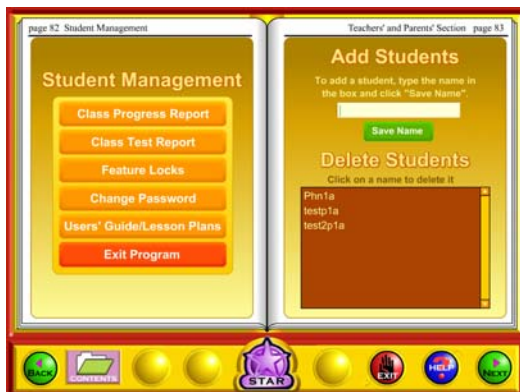 page 82 Student Management
Student Management
Class Progress Report
Class Test Report
Feature Locks
Change Password
Users' Guide/Lesson Plans
Exit Program
Teachers' and Parents' Section page 83
Add Students
To add a student, type the name in
the box and click "Save Name".
Save Name
Delete Students
Click on a name to delete it
Phn1a
testp1a
test2p1a
BACK
CONTENTS
STAR
EXIT
HELP
NEXT